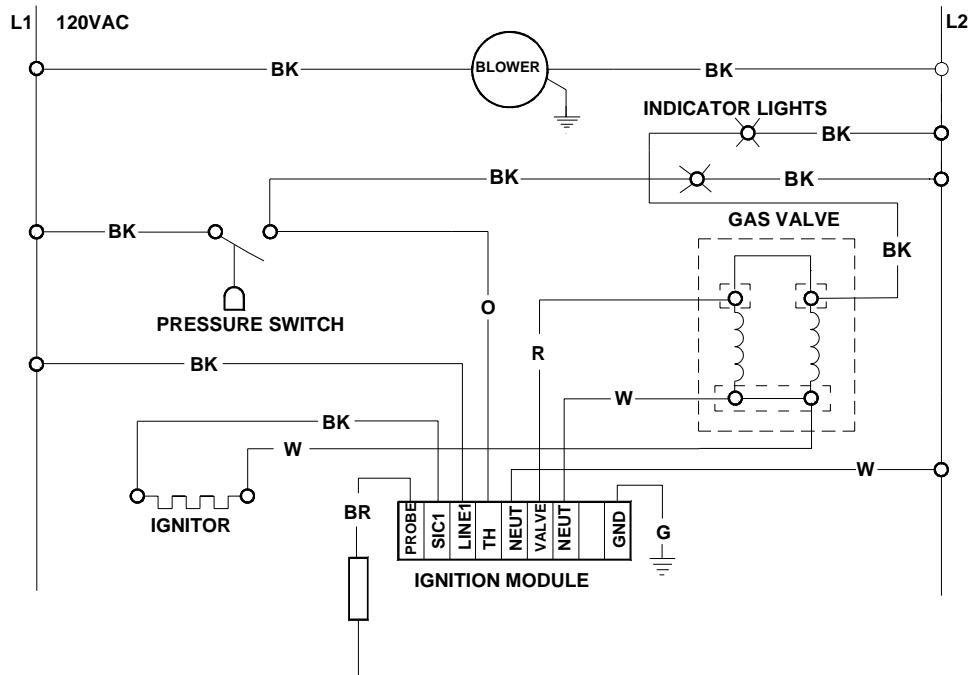 L1 120VAC L2
BK BLOWER BK
INDICATOR LIGHTS
BK
BK BK
GAS VALVE
BK BK
PRESSURE SWITCH
O
R
BK
W
BK
W
W
IGNITOR
BR
PROBE
SIC1
LINE1
TH
NEUT
VALVE
NEUT
GND
G
IGNITION MODULE